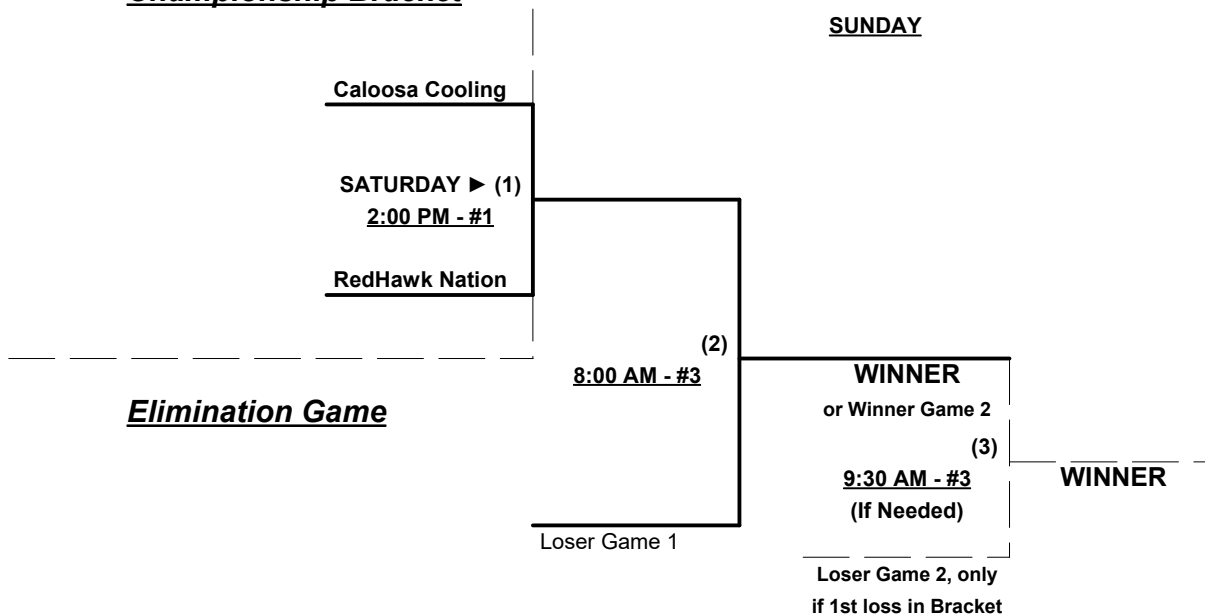 Championship Bracket
SUNDAY
Caloosa Cooling
SATURDAY ► (1)
2:00 PM - #1
RedHawk Nation
(2)
8:00 AM - #3
WINNER
or Winner Game 2
Elimination Game
(3)
9:30 AM - #3
WINNER
(If Needed)
Loser Game 1
Loser Game 2, only
if 1st loss in Bracket